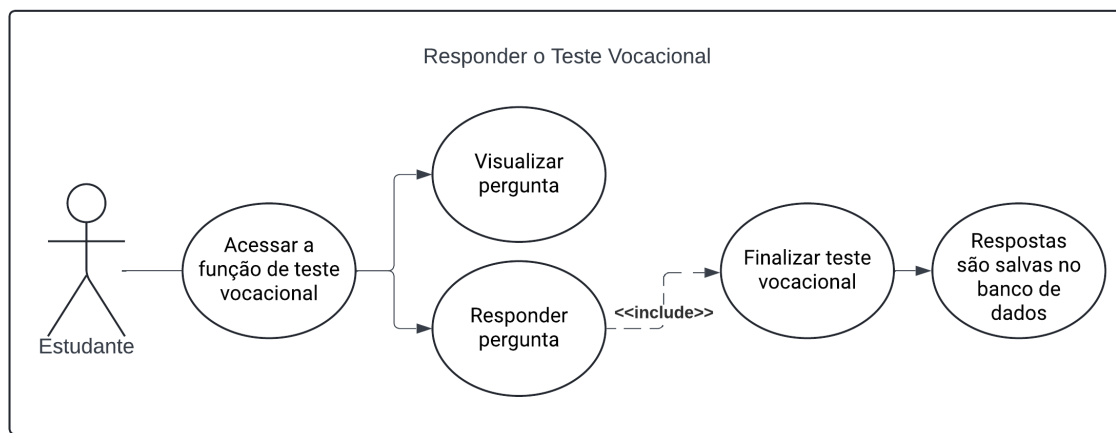 Responder o Teste Vocacional
Visualizar
pergunta
Acessar a
função de teste
vocacional
Estudante
Responder
pergunta
<<include>>
Finalizar teste
vocacional
Respostas
são salvas no
banco de
dados